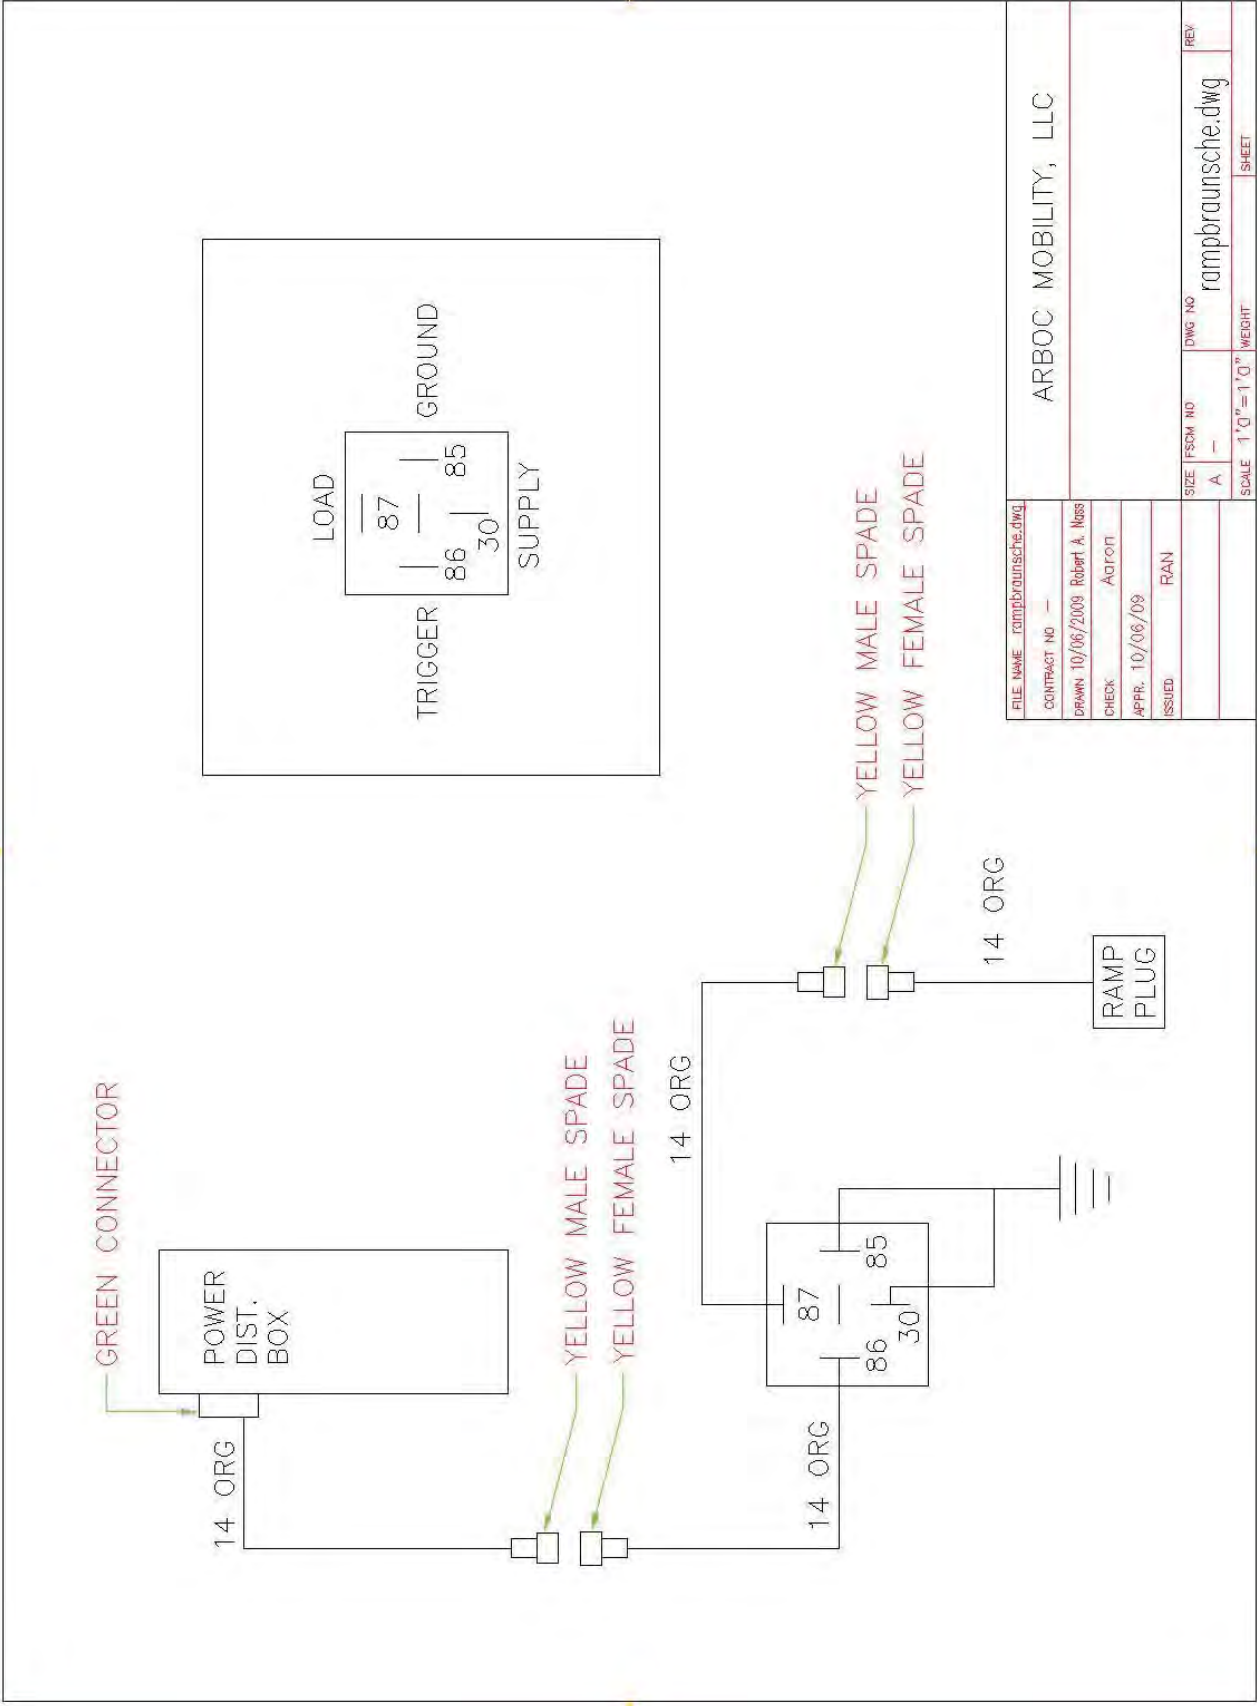 GREEN CONNECTOR
POWER
DIST.
BOX
14 ORG
YELLOW MALE SPADE
YELLOW FEMALE SPADE
14 ORG
87
86
85
30
14 ORG
YELLOW MALE SPADE
YELLOW FEMALE SPADE
14 ORG
RAMP
PLUG
LOAD
87
TRIGGER
GROUND
86
85
30
SUPPLY
FILE NAME rampbraunsche.dwg
CONTRACT NO –
DRAWN 10/06/2009 Robert A. Nass
CHECK Aaron
APPR. 10/06/09
ISSUED RAN
ARBOC MOBILITY, LLC
SIZE FSCM NO DWG NO REV
A – rampbraunsche.dwg
SCALE 1'0"=1'0" WEIGHT SHEET